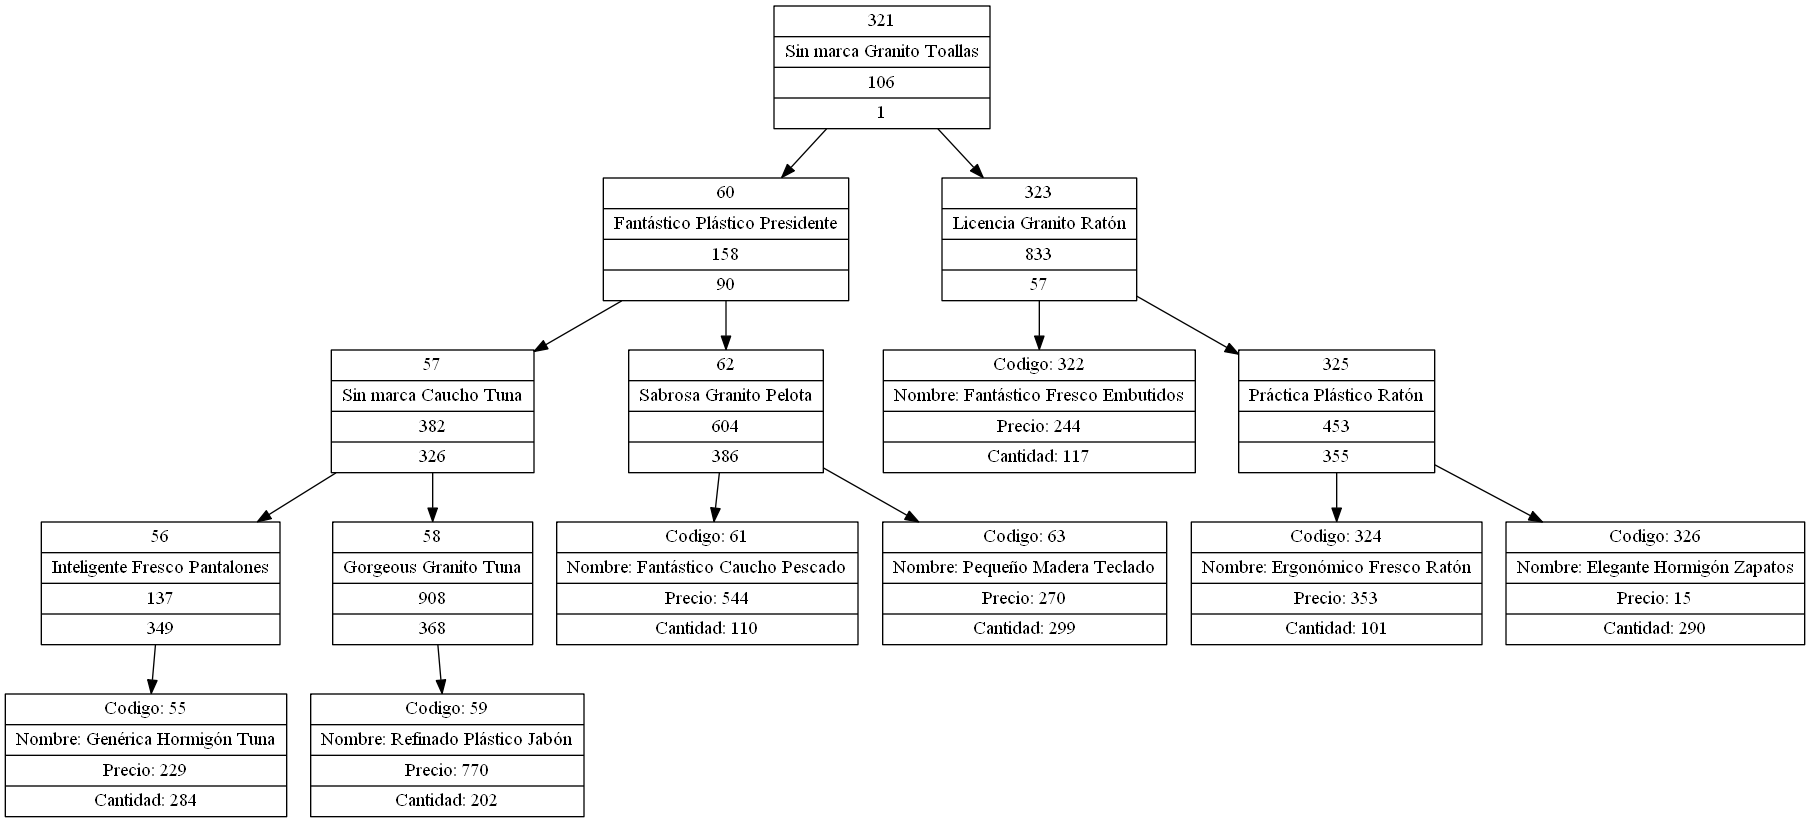 321
Sin marca Granito Toallas
106
1
60
Fantástico Plástico Presidente
158
90
323
Licencia Granito Ratón
833
57
57
Sin marca Caucho Tuna
382
326
62
Sabrosa Granito Pelota
604
386
Codigo: 322
Nombre: Fantástico Fresco Embutidos
Precio: 244
Cantidad: 117
325
Práctica Plástico Ratón
453
355
56
Inteligente Fresco Pantalones
137
349
58
Gorgeous Granito Tuna
908
368
Codigo: 61
Nombre: Fantástico Caucho Pescado
Precio: 544
Cantidad: 110
Codigo: 63
Nombre: Pequeño Madera Teclado
Precio: 270
Cantidad: 299
Codigo: 324
Nombre: Ergonómico Fresco Ratón
Precio: 353
Cantidad: 101
Codigo: 326
Nombre: Elegante Hormigón Zapatos
Precio: 15
Cantidad: 290
Codigo: 55
Nombre: Genérica Hormigón Tuna
Precio: 229
Cantidad: 284
Codigo: 59
Nombre: Refinado Plástico Jabón
Precio: 770
Cantidad: 202